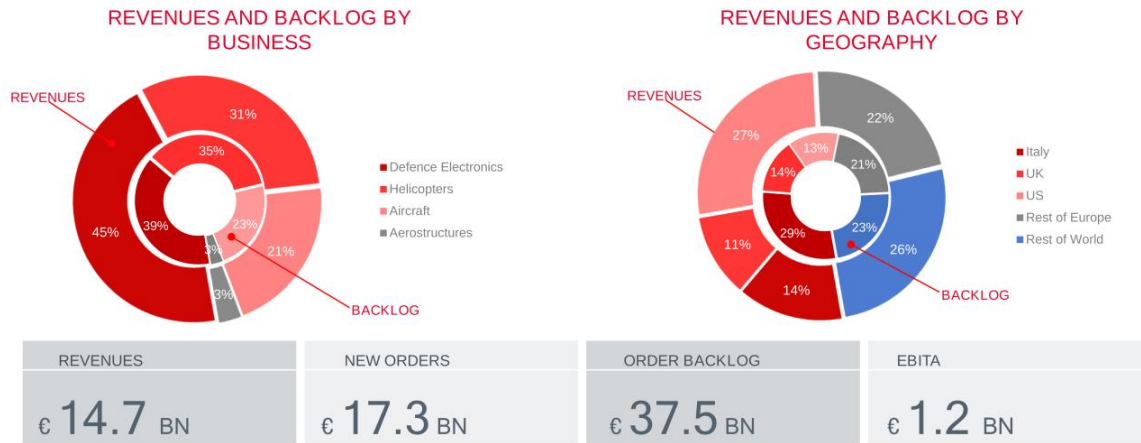 REVENUES AND BACKLOG BY
BUSINESS
REVENUES
31%
35%
39%
23%
45%
21%
3%
3%
BACKLOG
Defence Electronics
Helicopters
Aircraft
Aerostructures
REVENUES AND BACKLOG BY
GEOGRAPHY
REVENUES
22%
27%
13%
21%
14%
29%
23%
11%
26%
14%
BACKLOG
Italy
UK
US
Rest of Europe
Rest of World
REVENUES
€ 14.7 BN
NEW ORDERS
€ 17.3 BN
ORDER BACKLOG
€ 37.5 BN
EBITA
€ 1.2 BN